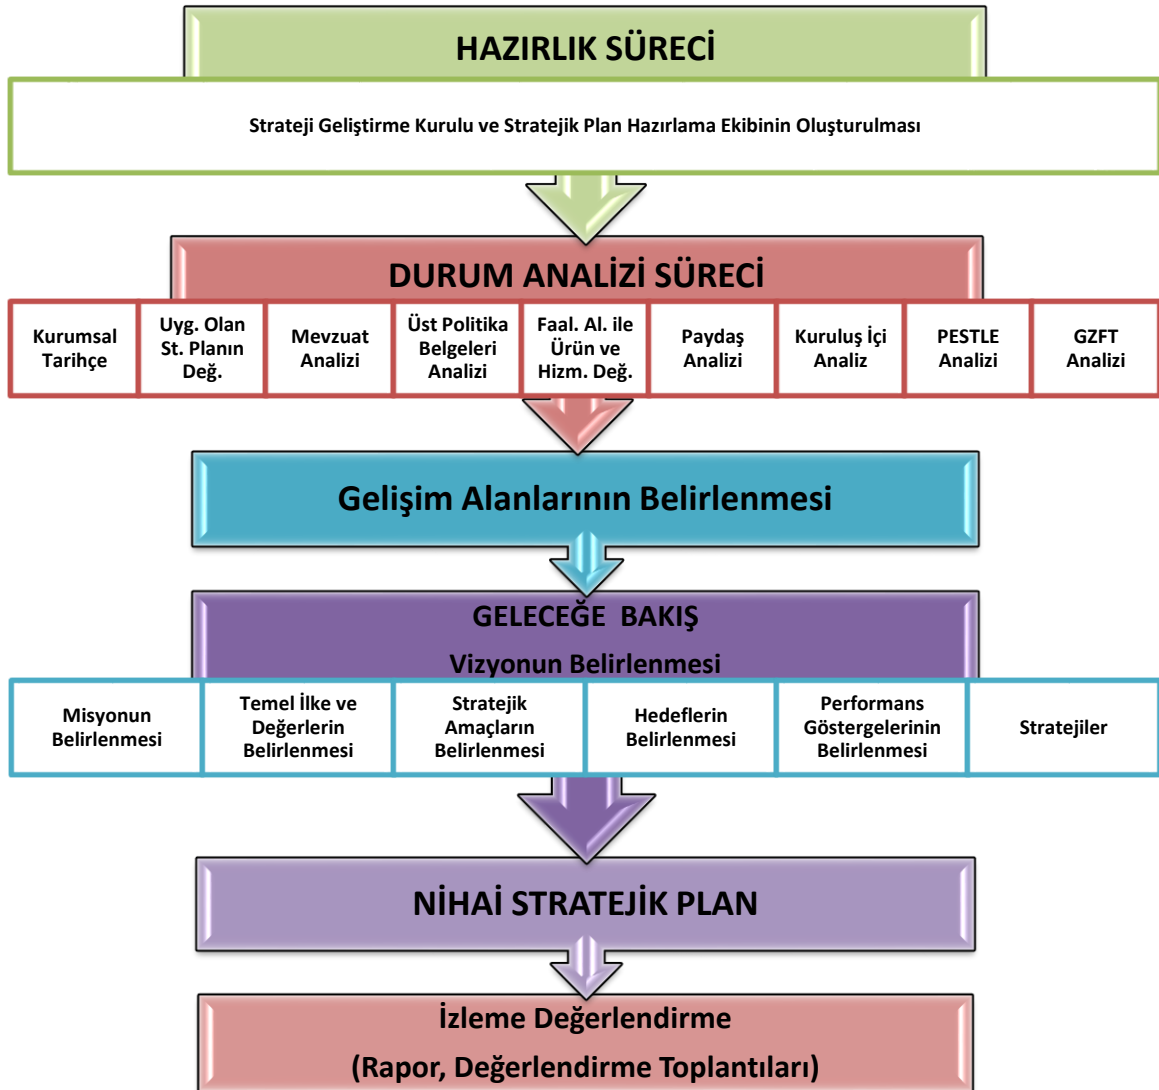 HAZIRLIK SÜRECİ
Strateji Geliştirme Kurulu ve Stratejik Plan Hazırlama Ekibinin Oluşturulması
DURUM ANALİZİ SÜRECİ
Kurumsal
Tarihçe
Uyg. Olan
St. Planın
Değ.
Mevzuat
Analizi
Üst Politika
Belgeleri
Analizi
Faal. Al. ile
Ürün ve
Hizm. Değ.
Paydaş
Analizi
Kuruluş İçi
Analiz
PESTLE
Analizi
GZFT
Analizi
Gelişim Alanlarının Belirlenmesi
GELECEĞE BAKIŞ
Vizyonun Belirlenmesi
Misyonun
Belirlenmesi
Temel İlke ve
Değerlerin
Belirlenmesi
Stratejik
Amaçların
Belirlenmesi
Hedeflerin
Belirlenmesi
Performans
Göstergelerinin
Belirlenmesi
Stratejiler
NİHAİ STRATEJİK PLAN
İzleme Değerlendirme
(Rapor, Değerlendirme Toplantıları)